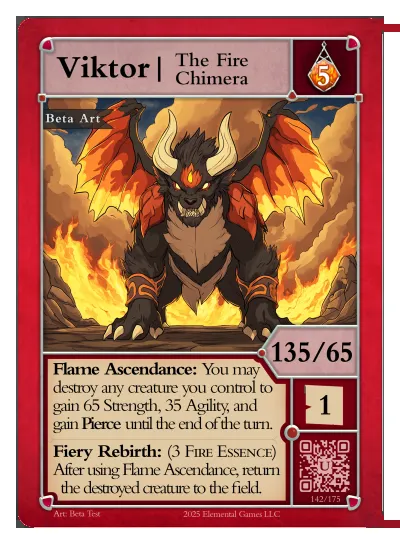 Viktor | The Fire
Chimera
5
Beta Art
135/65
Flame Ascendance: You may
destroy any creature you control to
gain 65 Strength, 35 Agility, and
gain Pierce until the end of the turn.
1
Fiery Rebirth: (3 FIRE ESSENCE)
After using Flame Ascendance, return
the destroyed creature to the field.
U
142/175
Art: Beta Test
2025 Elemental Games LLC